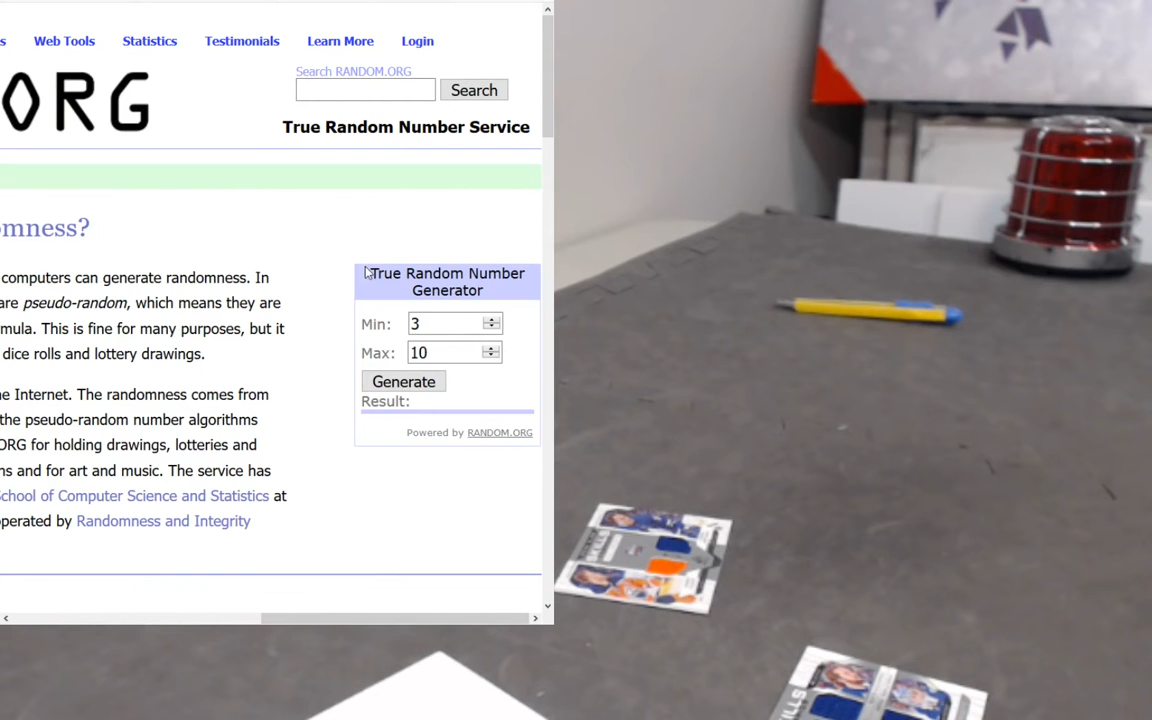 s Web Tools Statistics Testimonials Learn More Login
Search RANDOM.ORG
Search
ORG
True Random Number Service
omness?
computers can generate randomness. In
are pseudo-random, which means they are
mula. This is fine for many purposes, but it
dice rolls and lottery drawings.
ne Internet. The randomness comes from
the pseudo-random number algorithms
ORG for holding drawings, lotteries and
ns and for art and music. The service has
School of Computer Science and Statistics at
operated by Randomness and Integrity
True Random Number
Generator
Min: 3
Max: 10
Generate
Result:
Powered by RANDOM.ORG
SKILLS